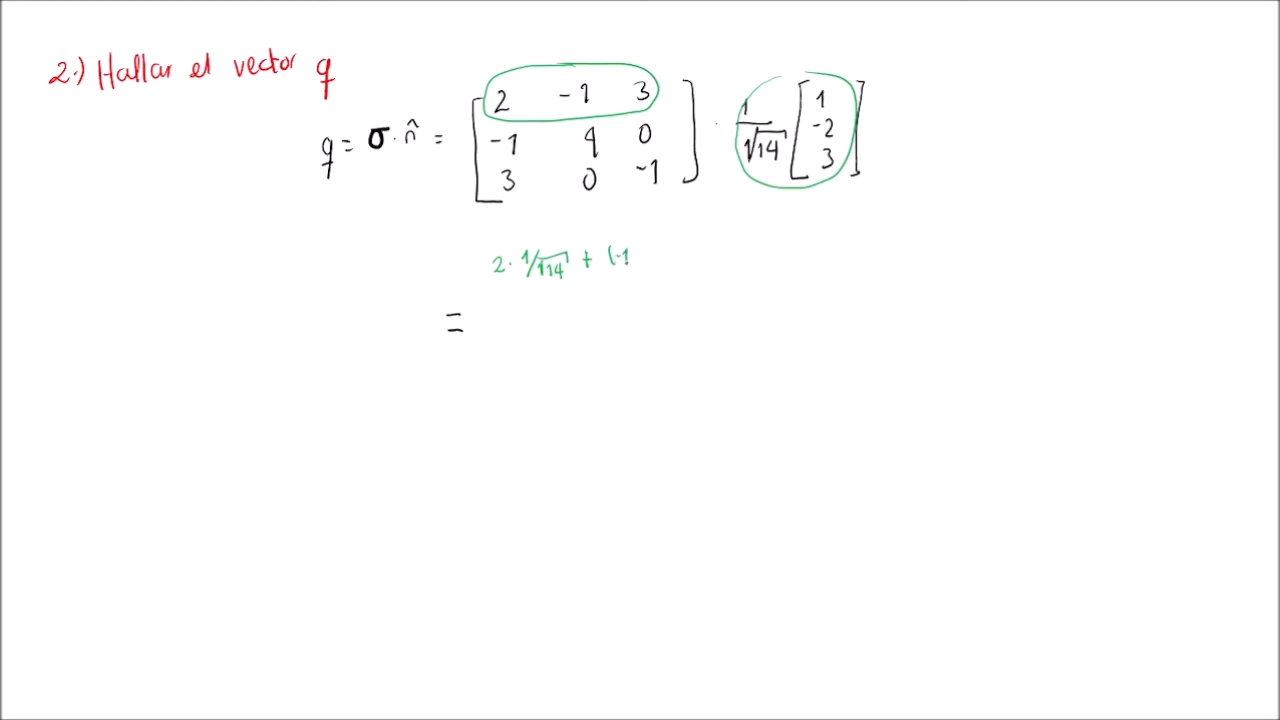 2.) Hallar el vector q
q = σ · n̂ = [2 -1 3; -1 4 0; 3 0 -1] · 1/√14 [1; -2; 3]
2 · 1/√14 + (-1
=